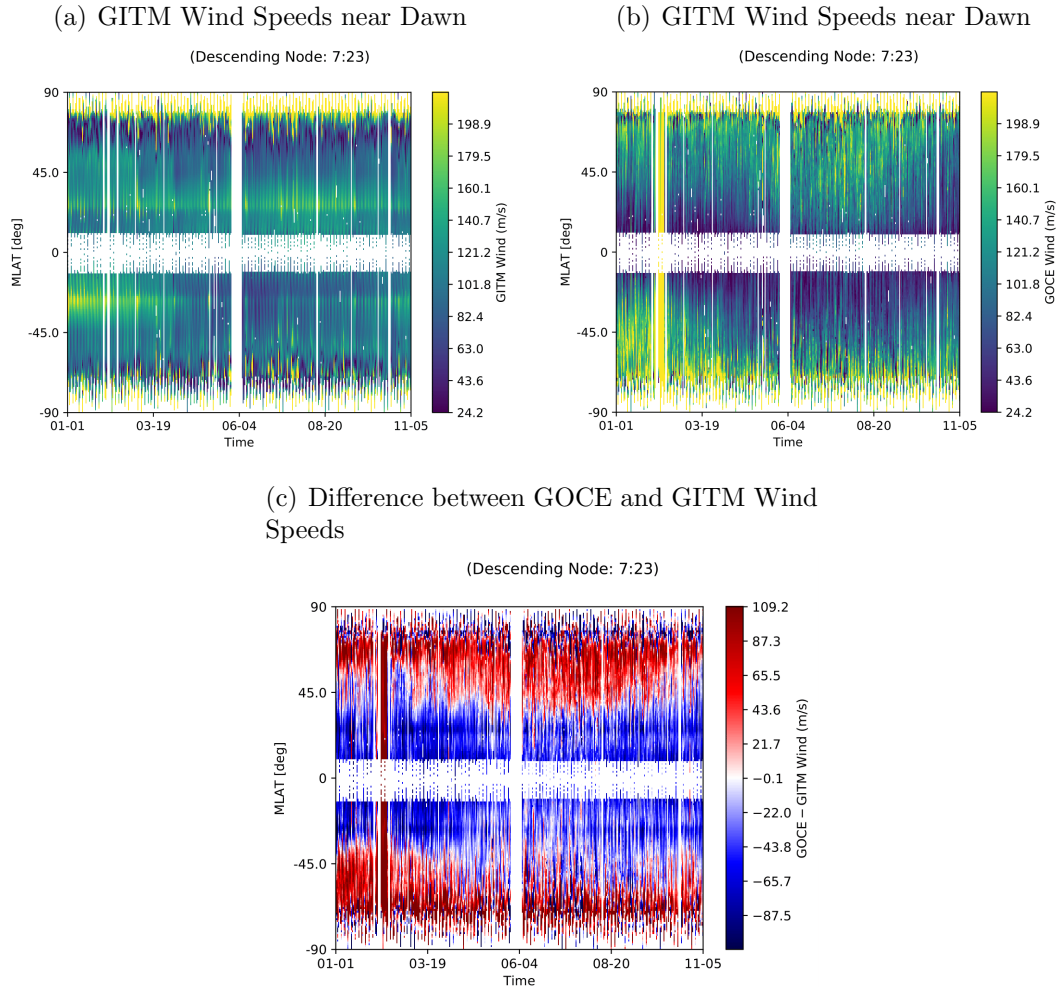 (a) GITM Wind Speeds near Dawn
(Descending Node: 7:23)
90
45.0
0
-45.0
-90
MLAT [deg]
01-01 03-19 06-04 08-20 11-05
Time
198.9
179.5
160.1
140.7
121.2
101.8
82.4
63.0
43.6
24.2
GITM Wind (m/s)
(b) GITM Wind Speeds near Dawn
(Descending Node: 7:23)
90
45.0
0
-45.0
-90
MLAT [deg]
01-01 03-19 06-04 08-20 11-05
Time
198.9
179.5
160.1
140.7
121.2
101.8
82.4
63.0
43.6
24.2
GOCE Wind (m/s)
(c) Difference between GOCE and GITM Wind
Speeds
(Descending Node: 7:23)
90
45.0
0
-45.0
-90
MLAT [deg]
01-01 03-19 06-04 08-20 11-05
Time
109.2
87.3
65.5
43.6
21.7
−0.1
−22.0
−43.8
−65.7
−87.5
GOCE − GITM Wind (m/s)